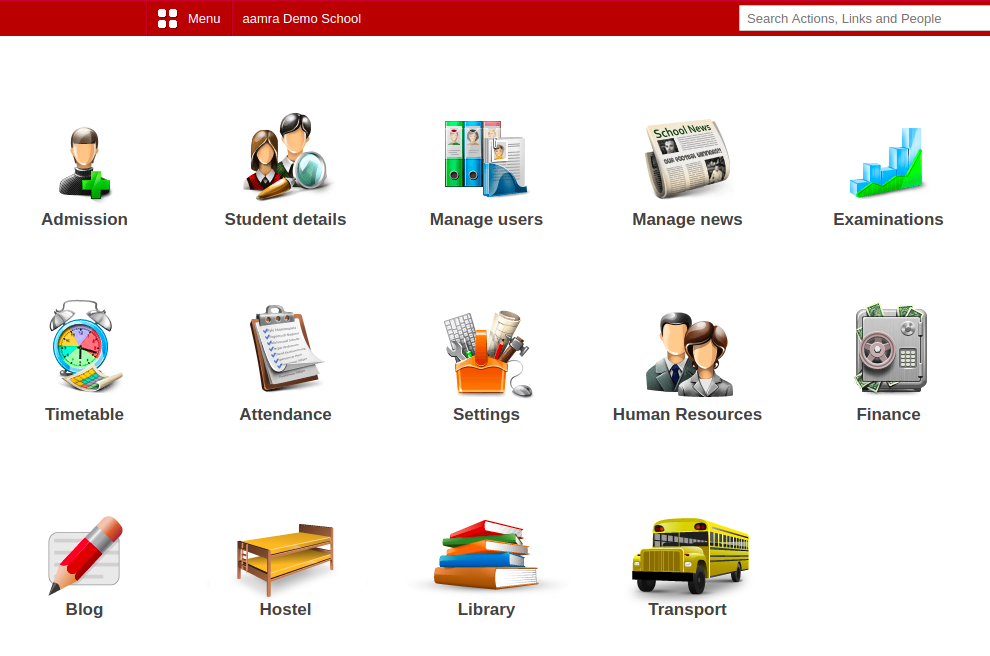 Menu
aamra Demo School
Search Actions, Links and People
School News
Admission
Student details
Manage users
Manage news
Examinations
Timetable
Attendance
Settings
Human Resources
Finance
Blog
Hostel
Library
Transport